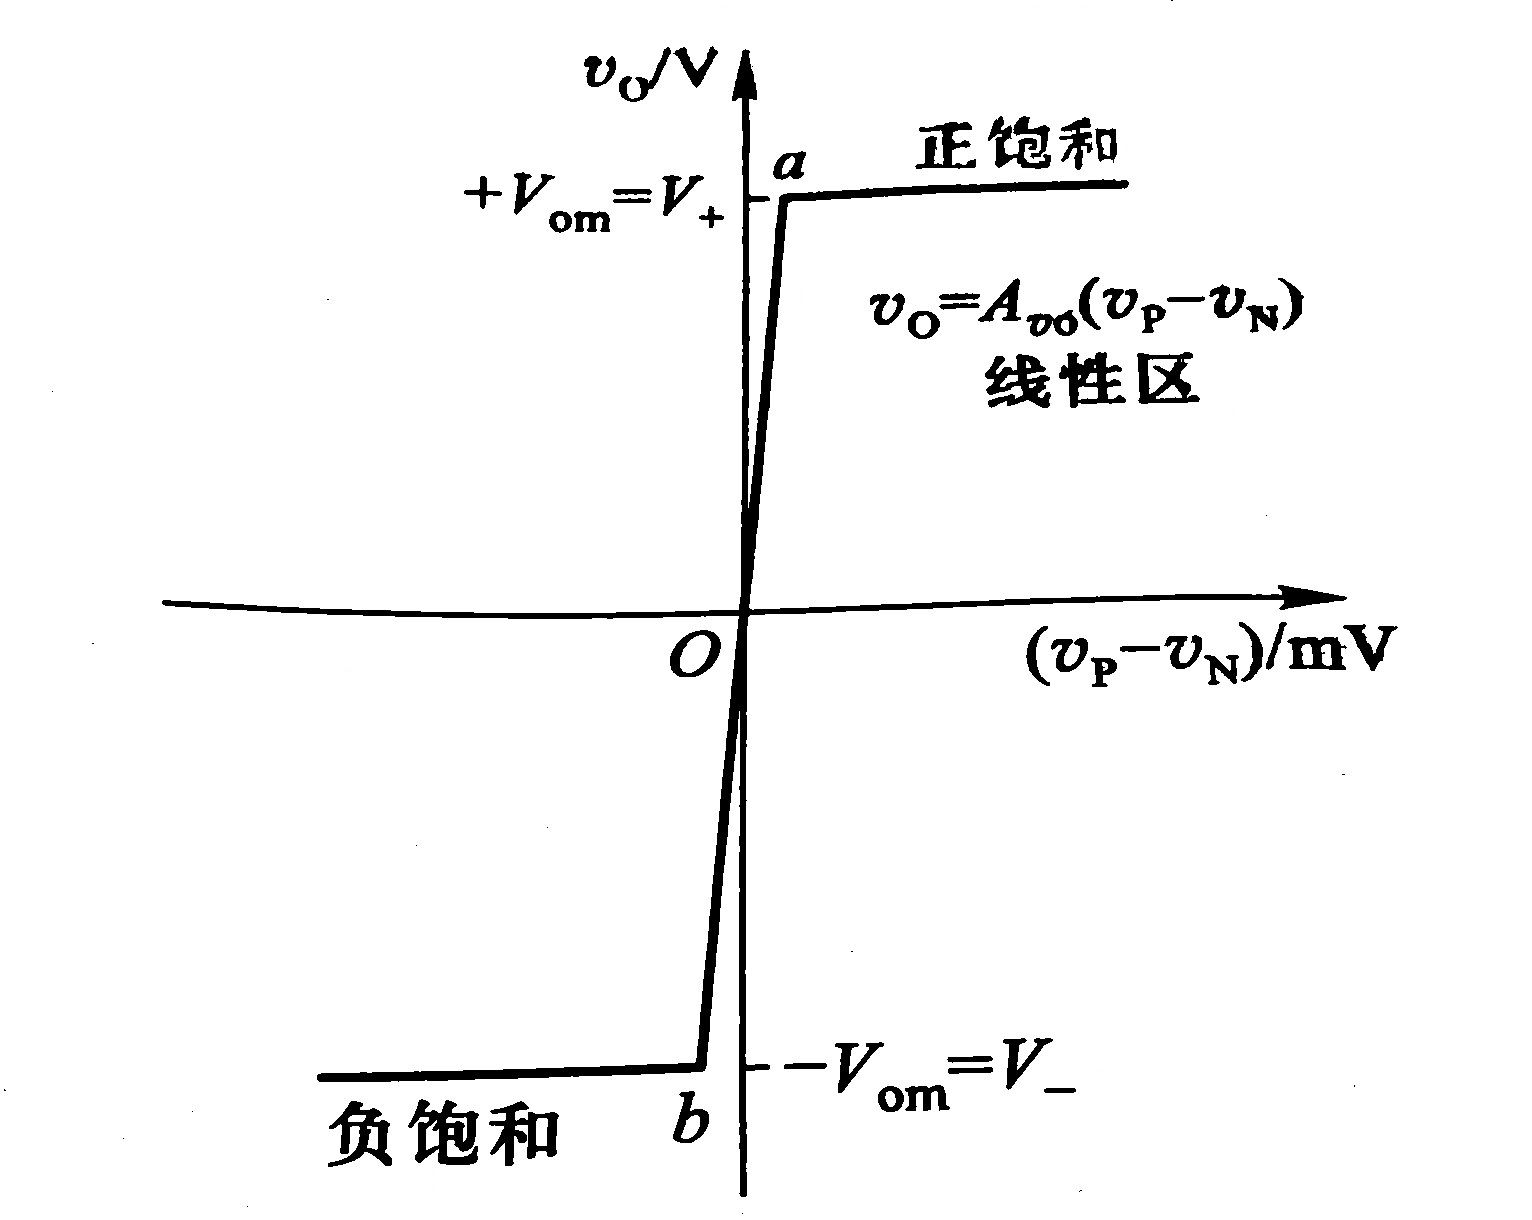 v_O/V
a
正饱和
+V_om=V_+
v_O=A_vo(v_P-v_N)
线性区
O
(v_P-v_N)/mV
-V_om=V_-
负饱和
b